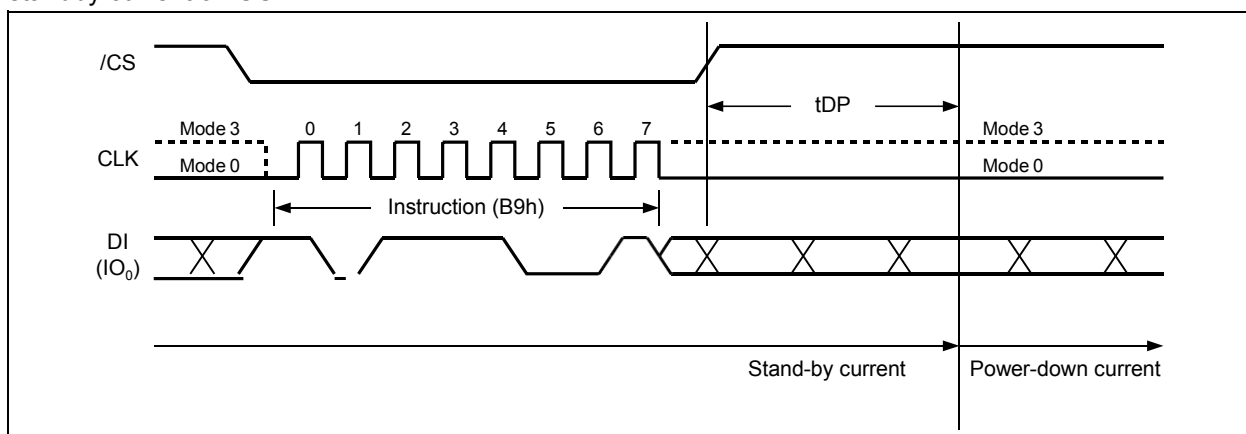 /CS
tDP
Mode 3
0 1 2 3 4 5 6 7
Mode 3
CLK
Mode 0
Mode 0
Instruction (B9h)
DI
(IO₀)
Stand-by current
Power-down current